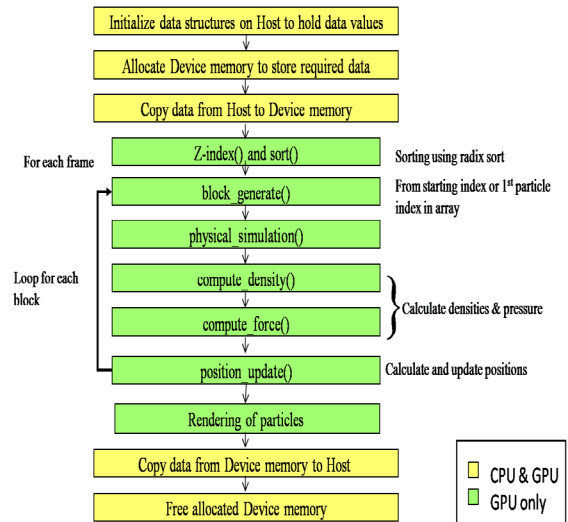 Initialize data structures on Host to hold data values
Allocate Device memory to store required data
Copy data from Host to Device memory
For each frame
Z-index() and sort()
Sorting using radix sort
block_generate()
From starting index or 1st particle
index in array
physical_simulation()
Loop for each
block
compute_density()
compute_force()
Calculate densities & pressure
position_update()
Calculate and update positions
Rendering of particles
Copy data from Device memory to Host
Free allocated Device memory
CPU & GPU
GPU only